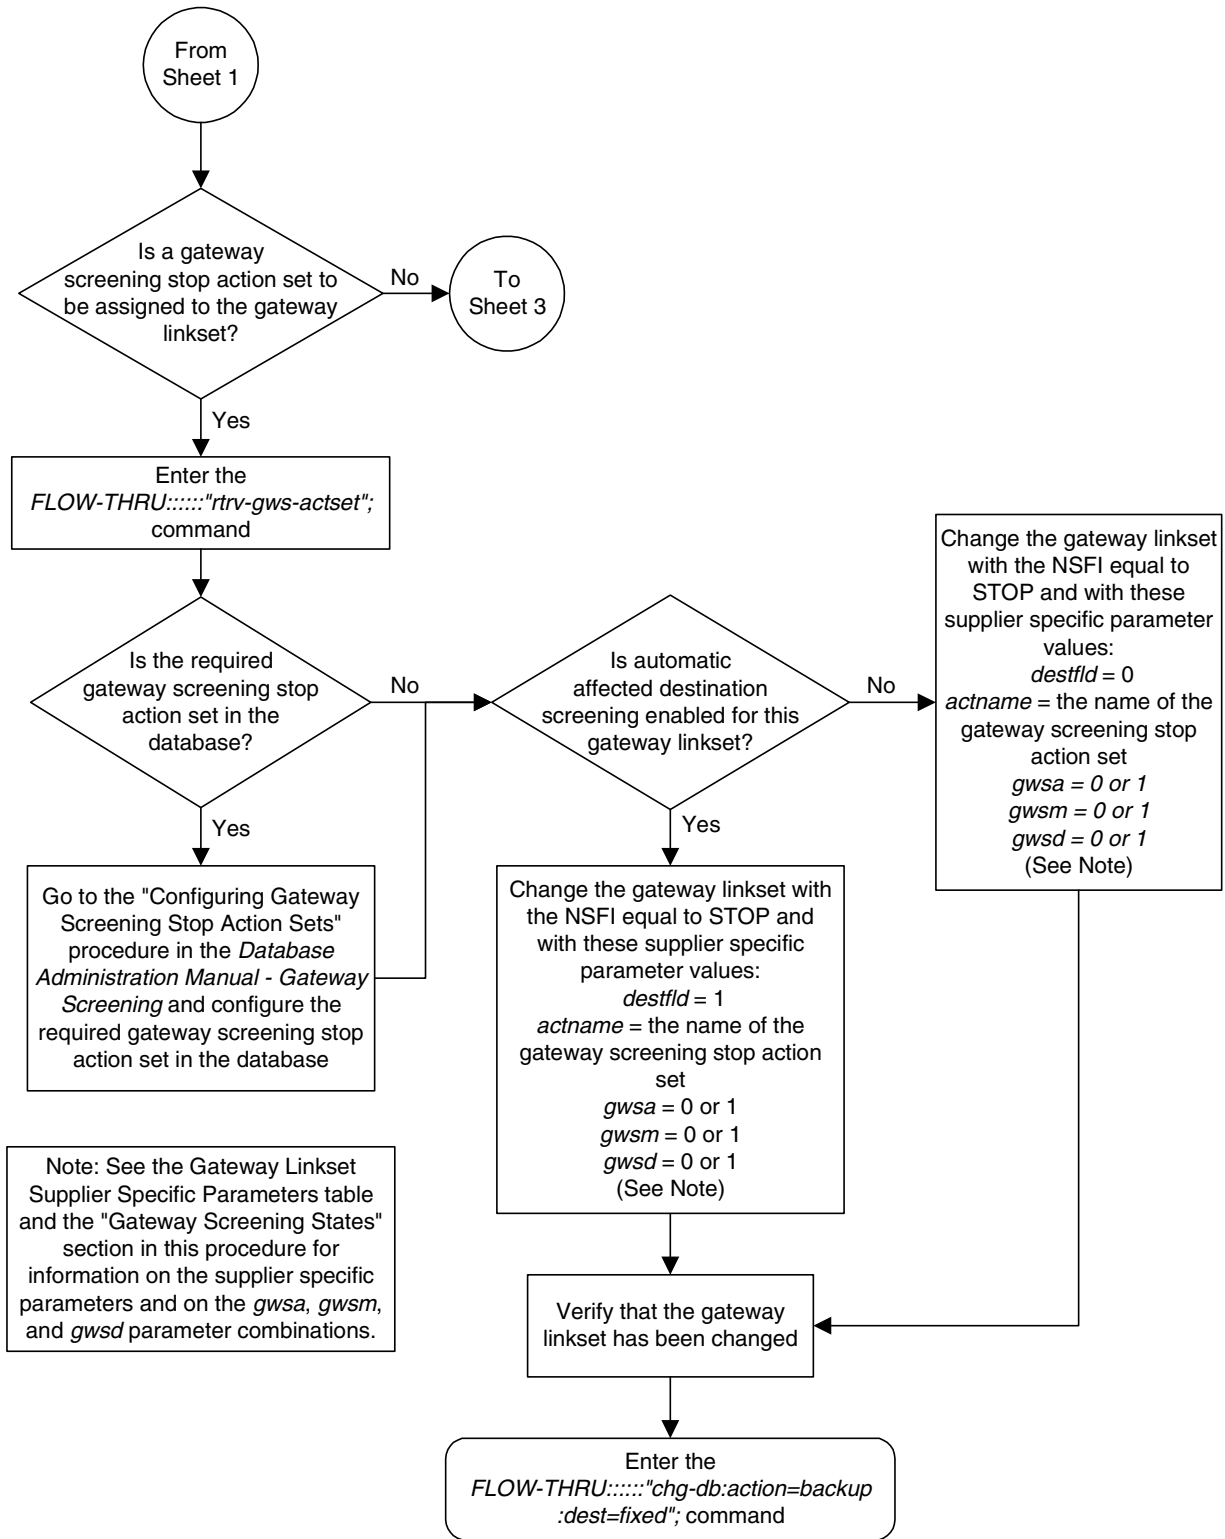 From
Sheet 1
Is a gateway
screening stop action set to
be assigned to the gateway
linkset?
No
To
Sheet 3
Yes
Enter the
FLOW-THRU::::::"rtrv-gws-actset";
command
Is the required
gateway screening stop
action set in the
database?
No
Yes
Go to the "Configuring Gateway
Screening Stop Action Sets"
procedure in the Database
Administration Manual - Gateway
Screening and configure the
required gateway screening stop
action set in the database
Is automatic
affected destination
screening enabled for this
gateway linkset?
No
Yes
Change the gateway linkset
with the NSFI equal to
STOP and with these
supplier specific parameter
values:
destfld = 0
actname = the name of the
gateway screening stop
action set
gwsa = 0 or 1
gwsm = 0 or 1
gwsd = 0 or 1
(See Note)
Change the gateway linkset with
the NSFI equal to STOP and
with these supplier specific
parameter values:
destfld = 1
actname = the name of the
gateway screening stop action
set
gwsa = 0 or 1
gwsm = 0 or 1
gwsd = 0 or 1
(See Note)
Note: See the Gateway Linkset
Supplier Specific Parameters table
and the "Gateway Screening States"
section in this procedure for
information on the supplier specific
parameters and on the gwsa, gwsm,
and gwsd parameter combinations.
Verify that the gateway
linkset has been changed
Enter the
FLOW-THRU::::::"chg-db:action=backup
:dest=fixed"; command